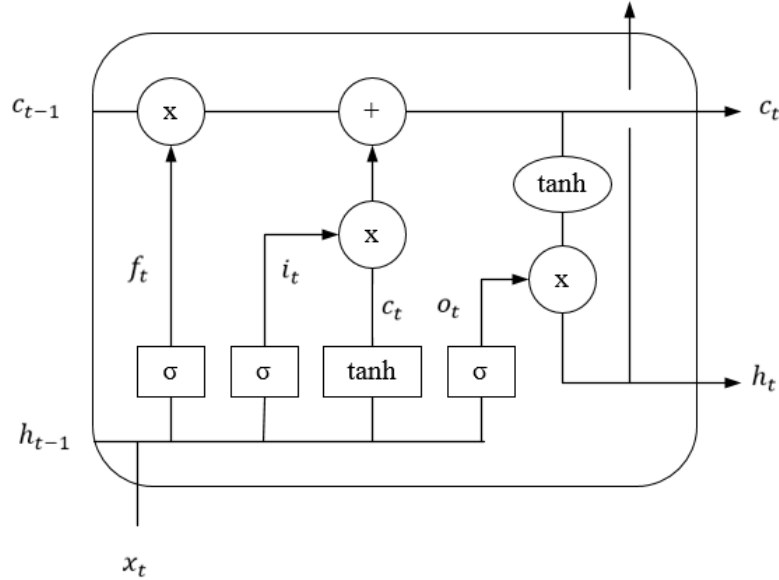 c_{t−1} x + c_t
tanh
x
f_t i_t x
c_t o_t
σ σ tanh σ h_t
h_{t−1}
x_t